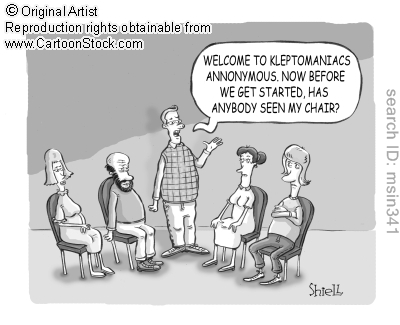 © Original Artist
Reproduction rights obtainable from
www.CartoonStock.com
WELCOME TO KLEPTOMANIACS
ANNONYMOUS. NOW BEFORE
WE GET STARTED, HAS
ANYBODY SEEN MY CHAIR?
search ID: msin341
Shiell